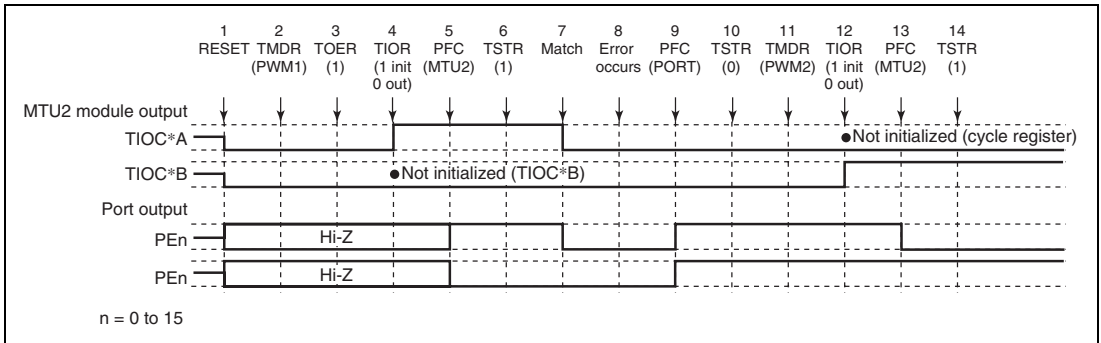 1 2 3 4 5 6 7 8 9 10 11 12 13 14
RESET TMDR TOER TIOR PFC TSTR Match Error PFC TSTR TMDR TIOR PFC TSTR
(PWM1) (1) (1 init (MTU2) (1) occurs (PORT) (0) (PWM2) (1 init (MTU2) (1)
0 out) 0 out)
MTU2 module output
TIOC*A ●Not initialized (cycle register)
TIOC*B ●Not initialized (TIOC*B)
Port output
PEn Hi-Z
PEn Hi-Z
n = 0 to 15